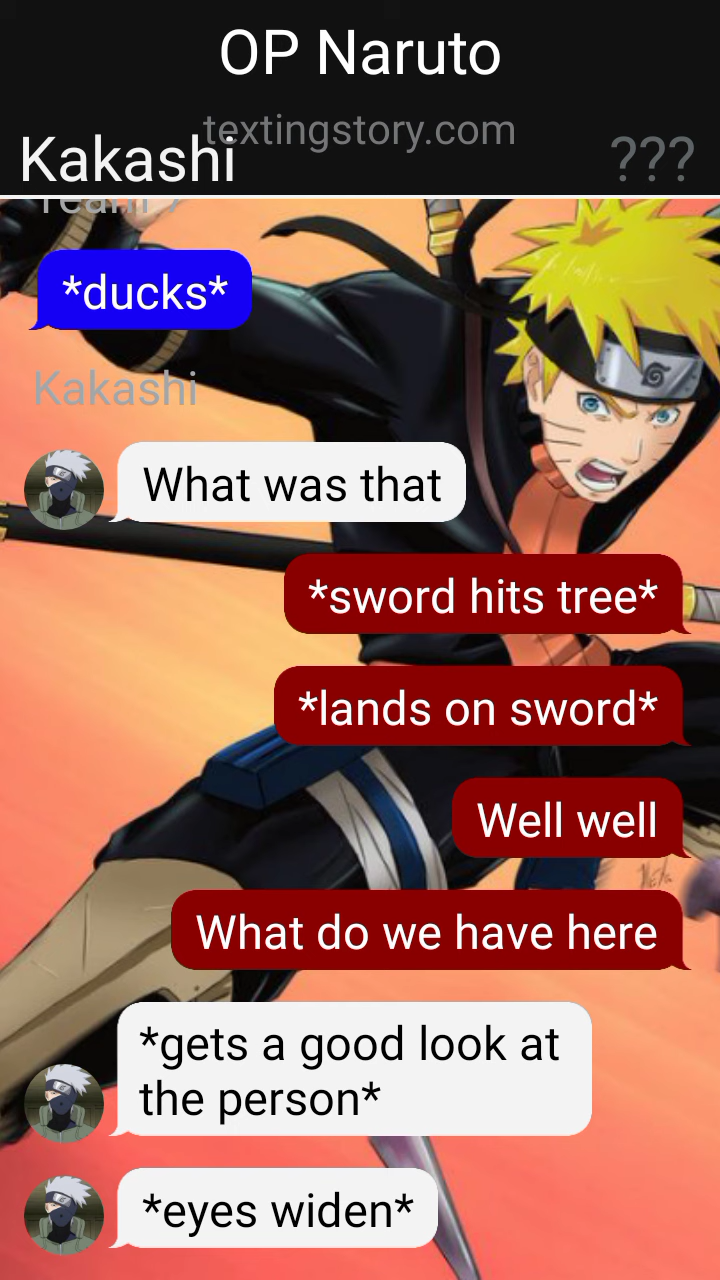 OP Naruto
textingstory.com
Kakashi
???
*ducks*
Kakashi
What was that
*sword hits tree*
*lands on sword*
Well well
What do we have here
*gets a good look at
the person*
*eyes widen*